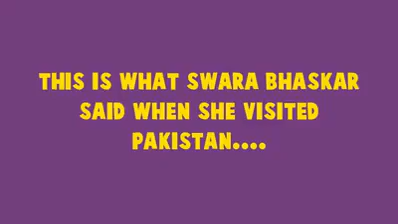 THIS IS WHAT SWARA BHASKAR
SAID WHEN SHE VISITED
PAKISTAN....